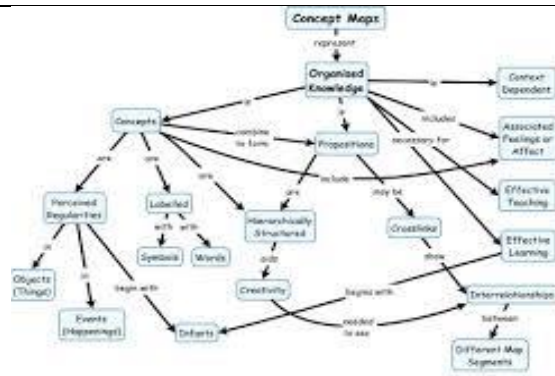 Concept Maps
represent
Organised
Knowledge
is
Context
Dependent
is
is
includes
Associated
Feelings or
Affect
Concepts
combine
to form
Propositions
necessary for
are
are
are
include
Effective
Teaching
are
may be
Perceived
Regularities
Labelled
Hierarchically
Structured
Crosslinks
Effective
Learning
with
with
in
in
Symbols
Words
aids
show
Objects
(Things)
begin with
Creativity
begins with
Interrelationships
Events
(Happenings)
Infants
needed
to see
between
Different Map
Segments